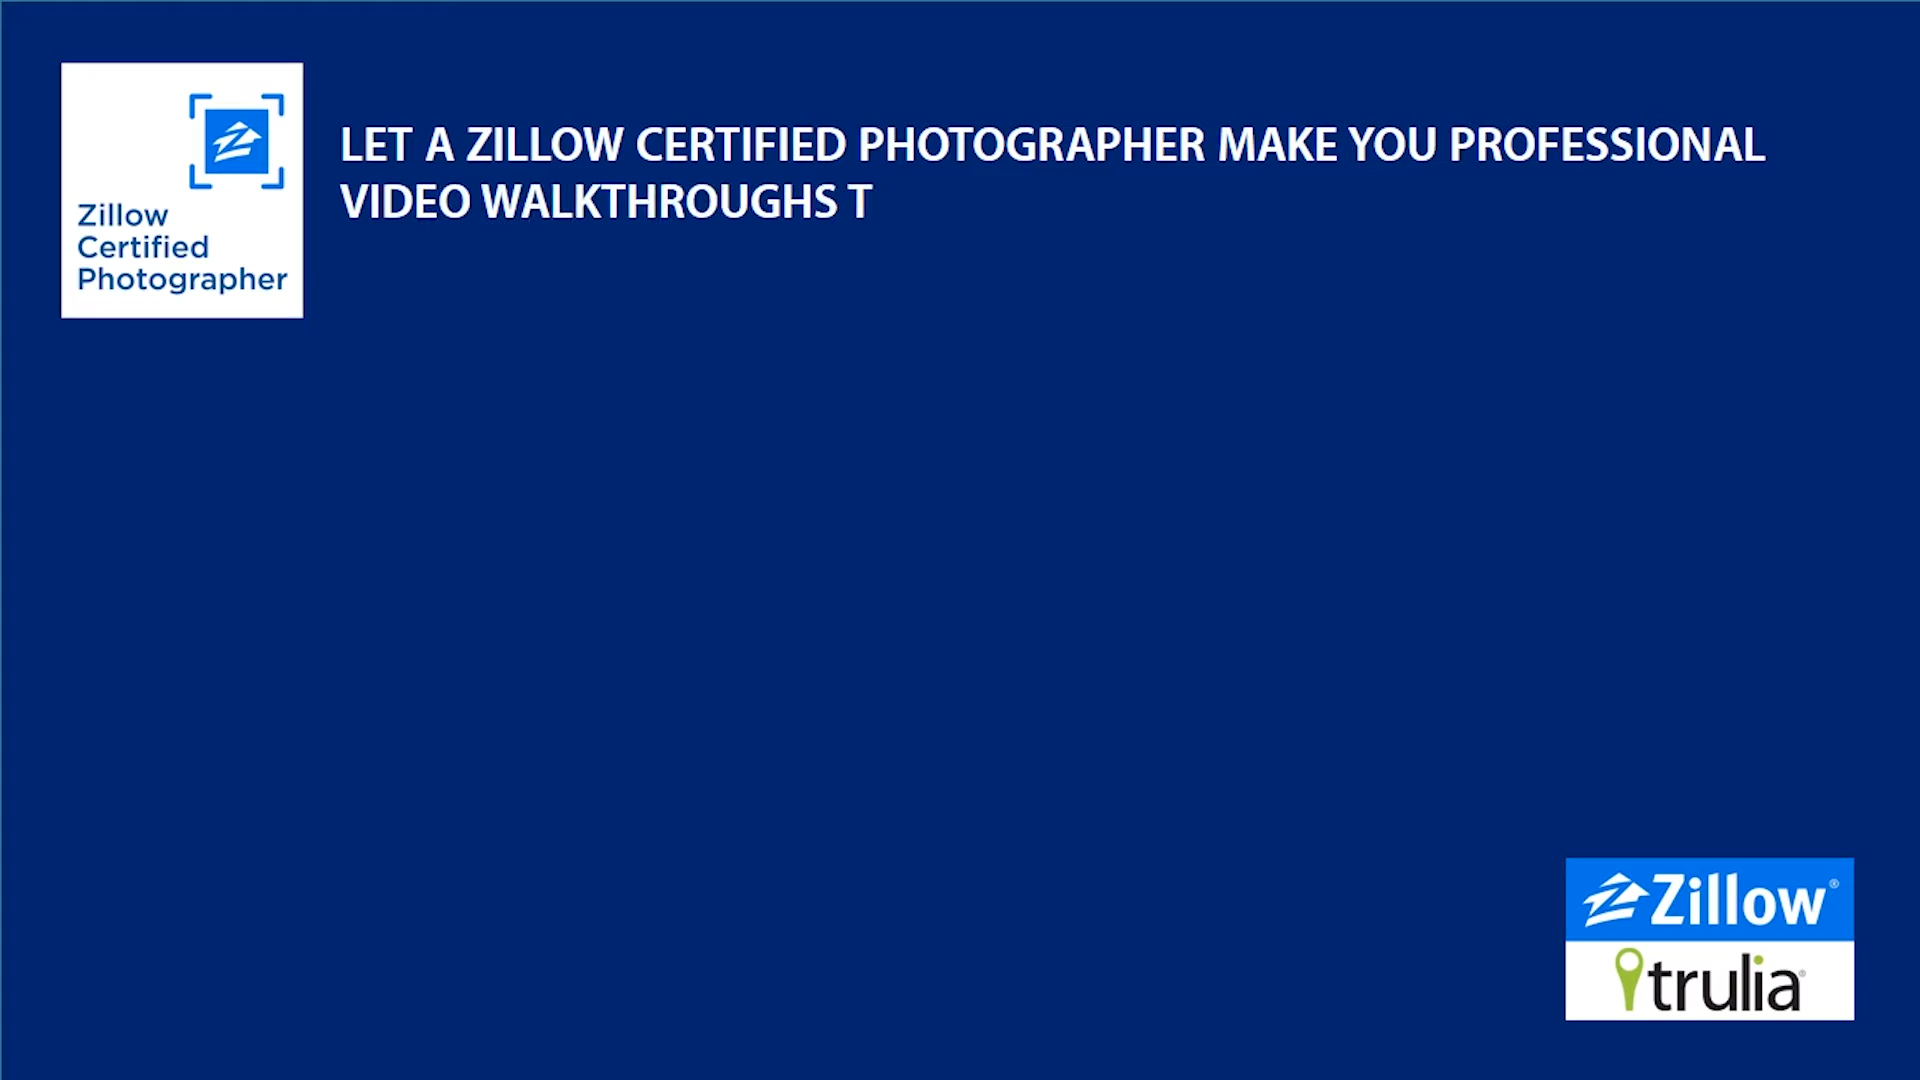 Zillow
Certified
Photographer
LET A ZILLOW CERTIFIED PHOTOGRAPHER MAKE YOU PROFESSIONAL
VIDEO WALKTHROUGHS T
Zillow®
trulia®